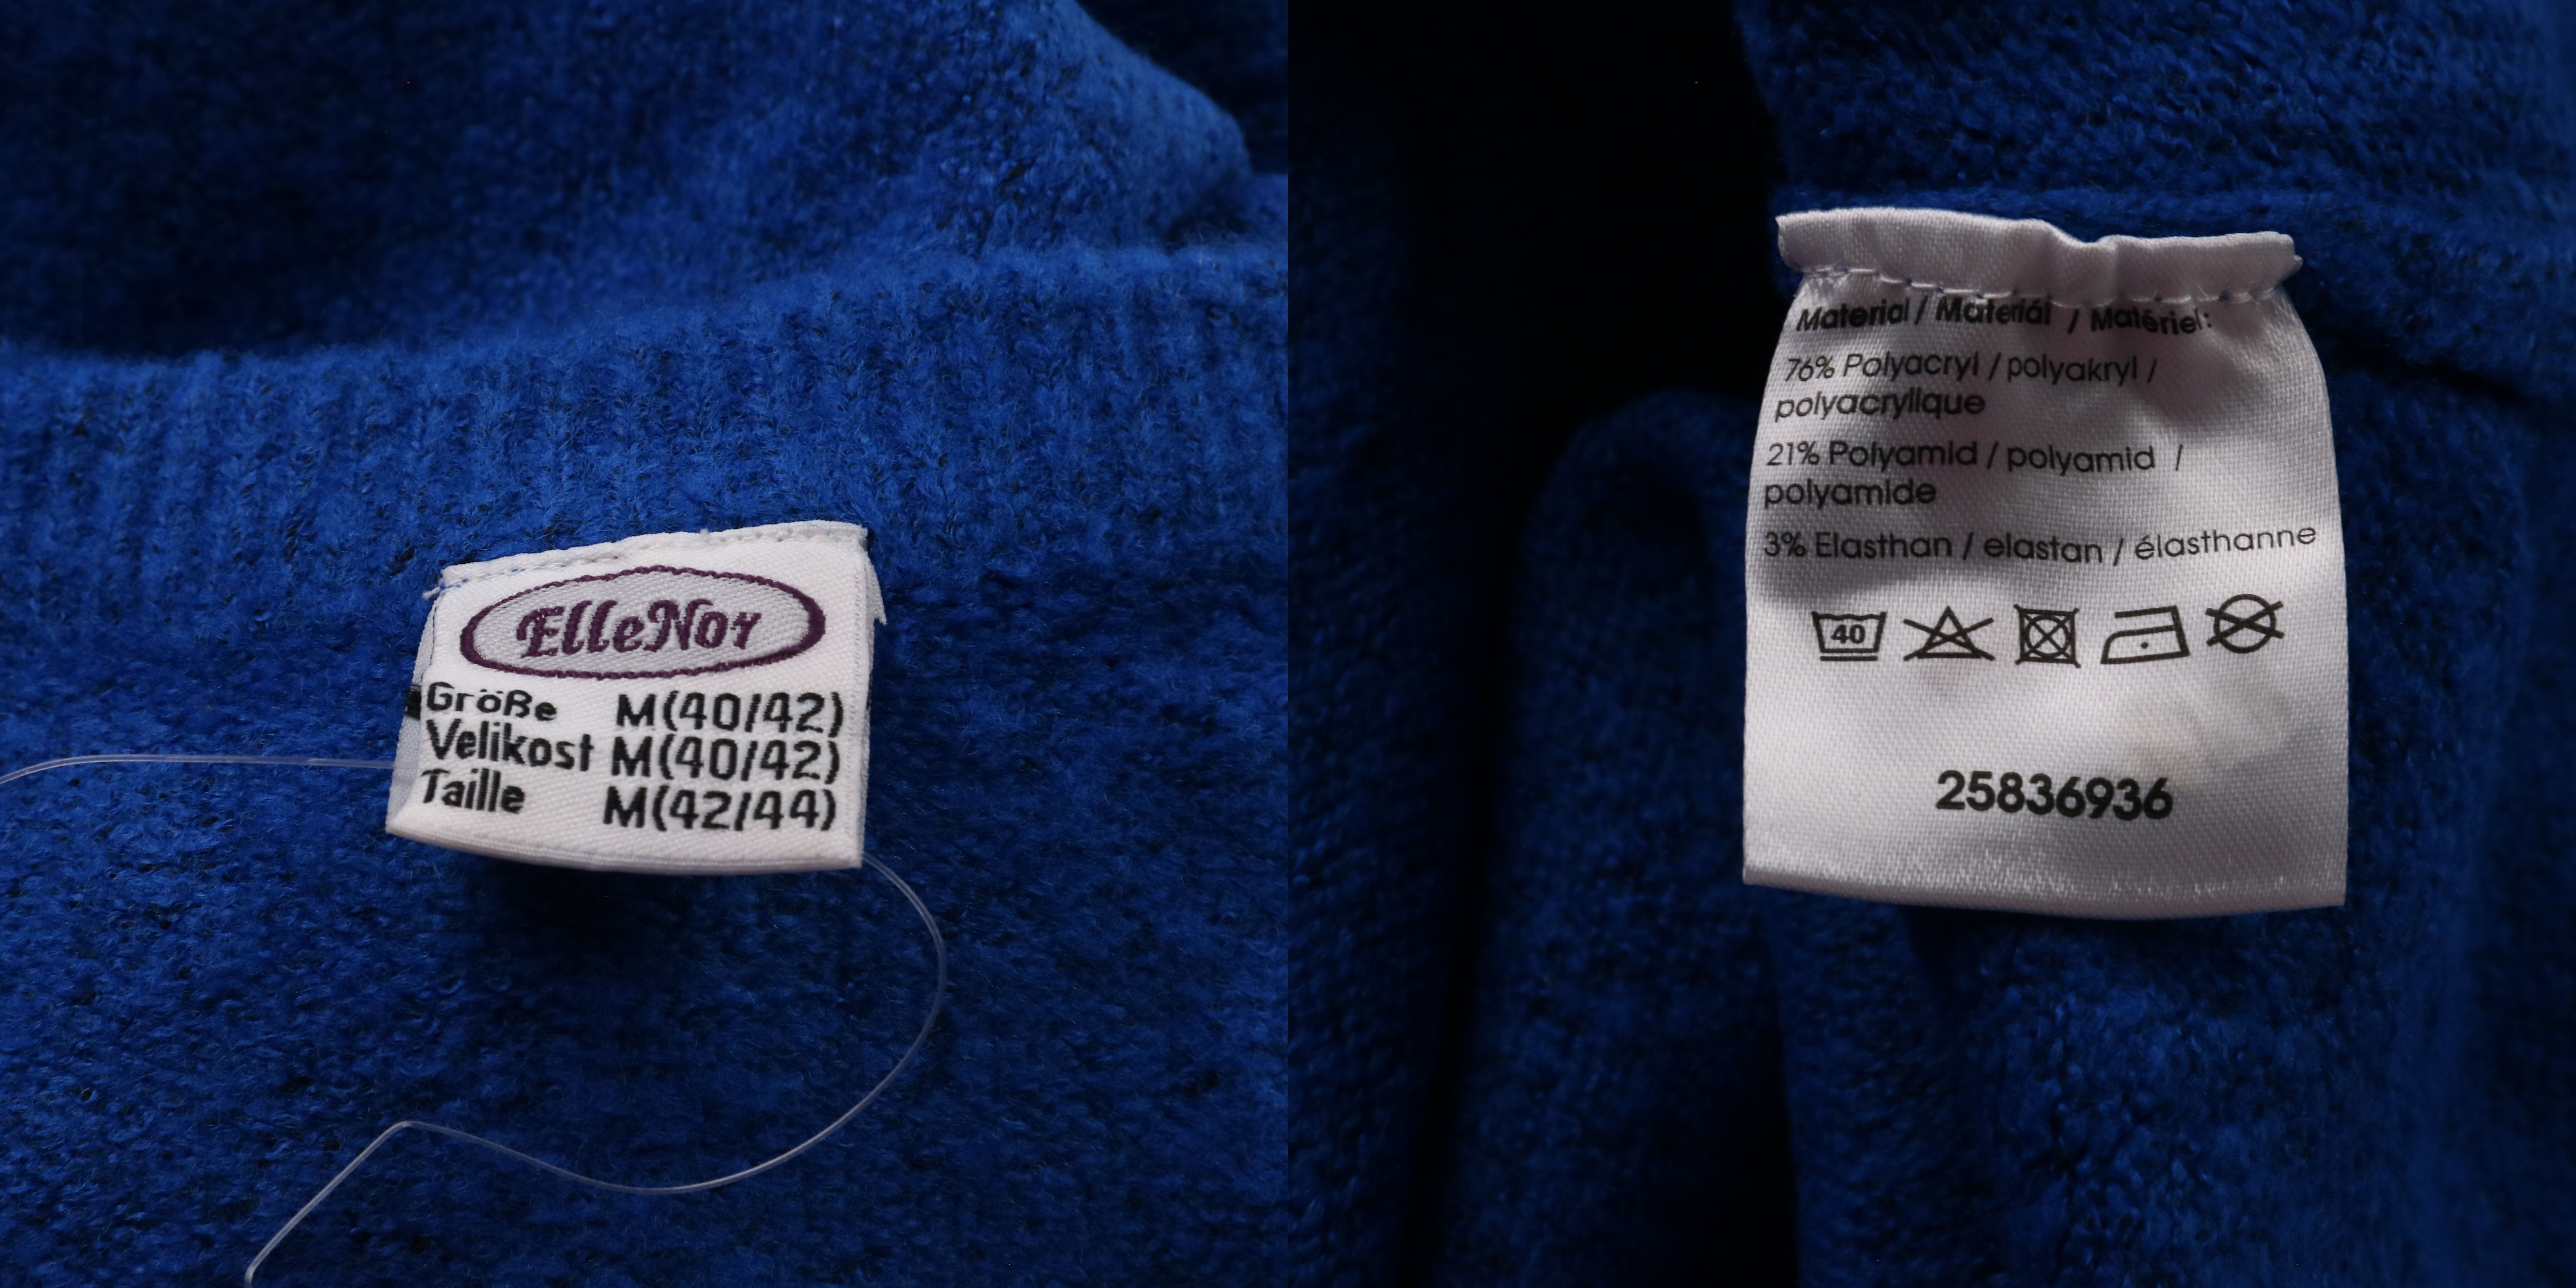 ElleNor
Größe M(40/42)
Velikost M(40/42)
Taille M(42/44)
Material / Materiál / Matériel:
76% Polyacryl / polyakryl /
polyacrylique
21% Polyamid / polyamid /
polyamide
3% Elasthan / elastan / élasthanne
40
25836936